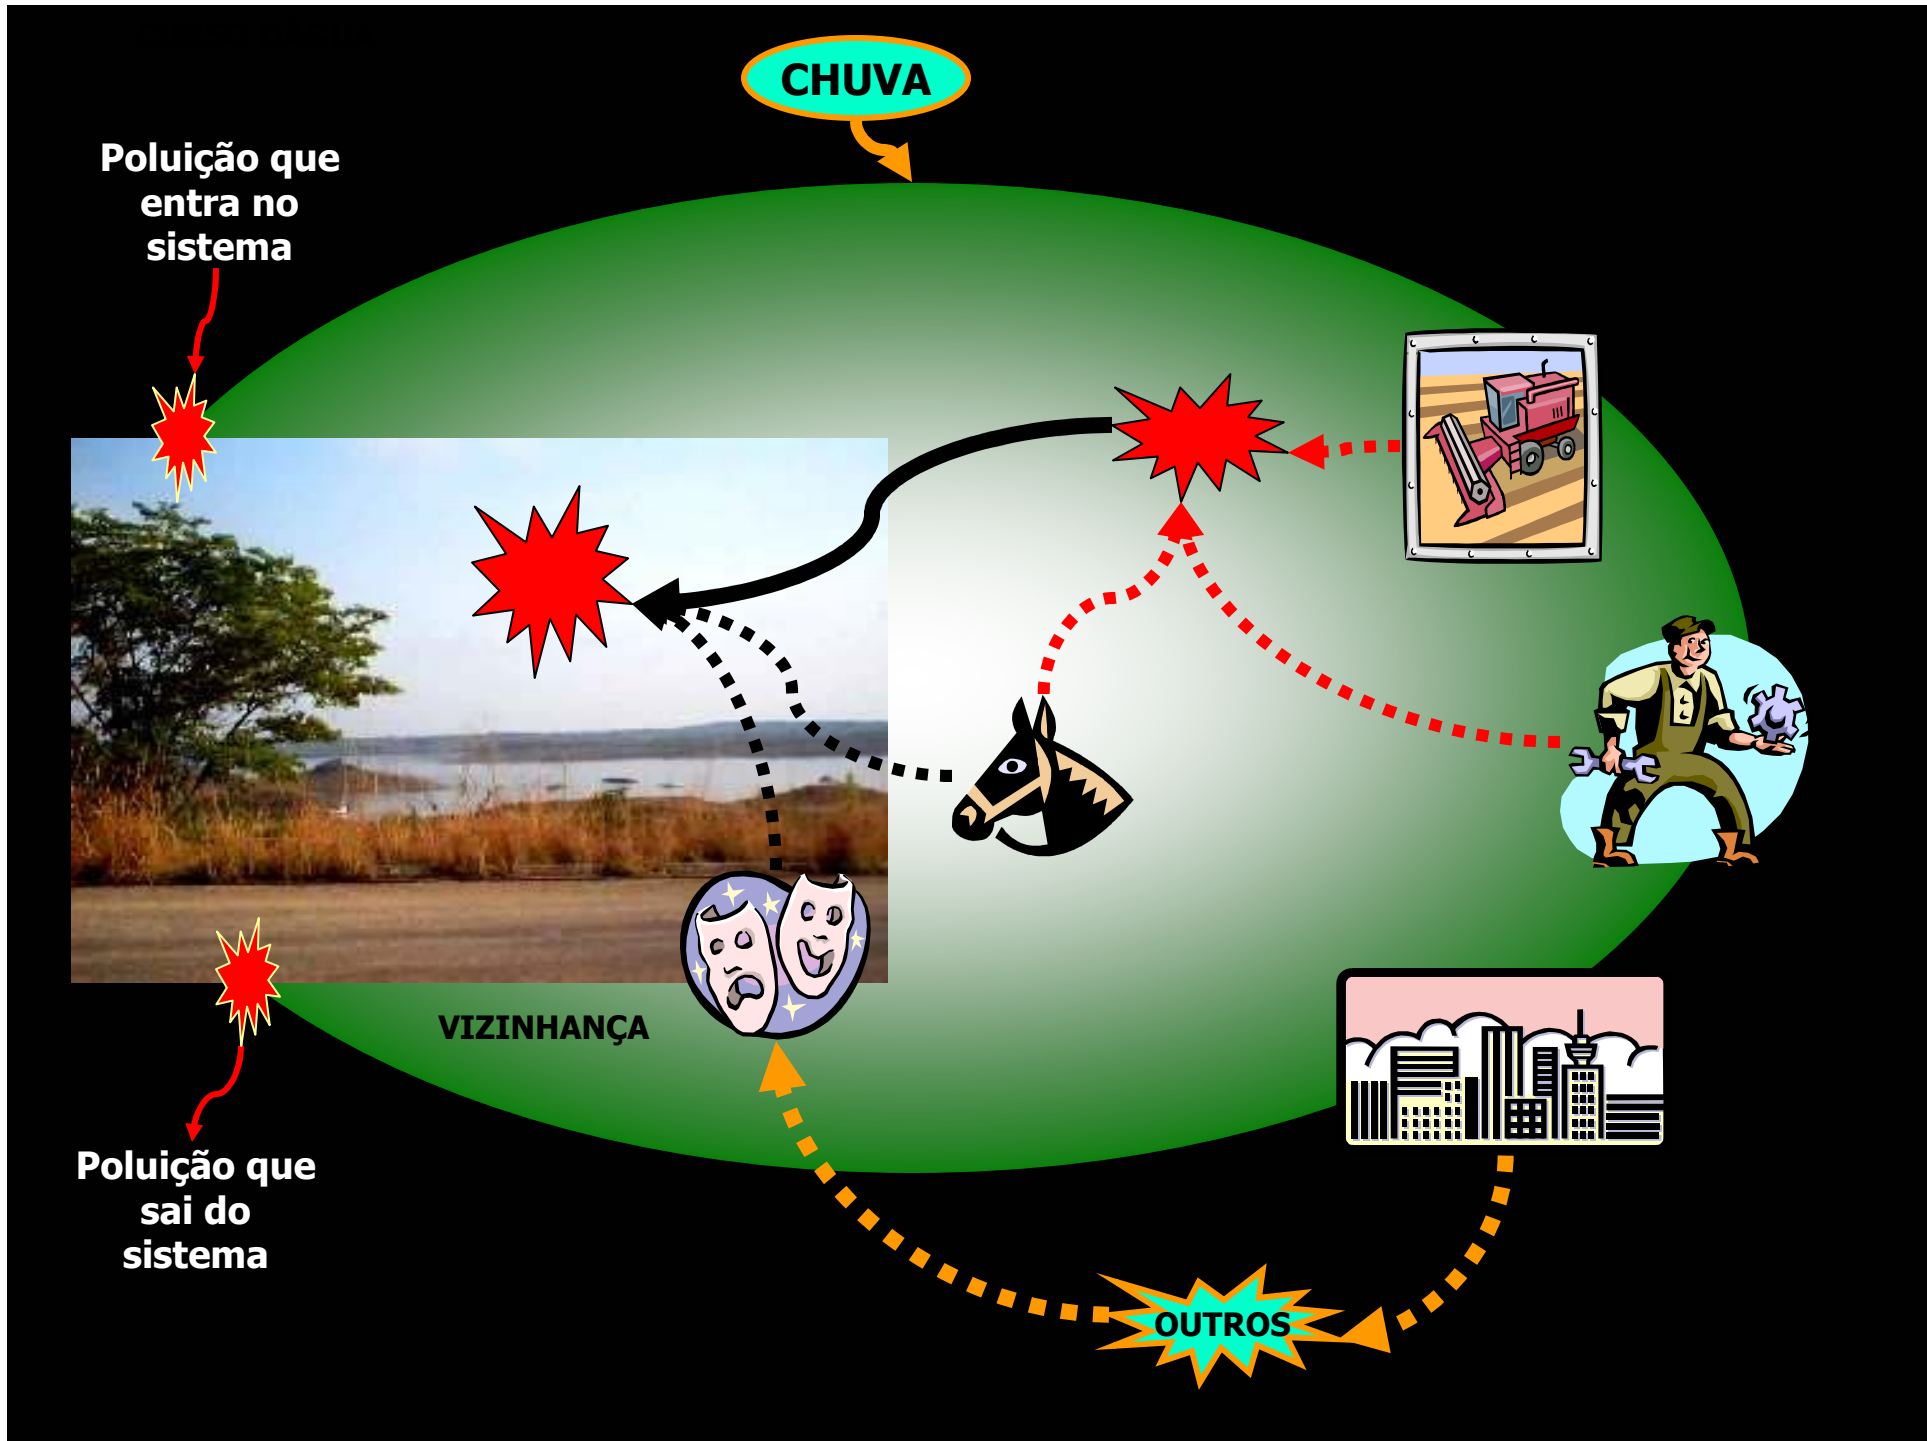 CHUVA
Poluição que
entra no
sistema
VIZINHANÇA
Poluição que
sai do
sistema
OUTROS